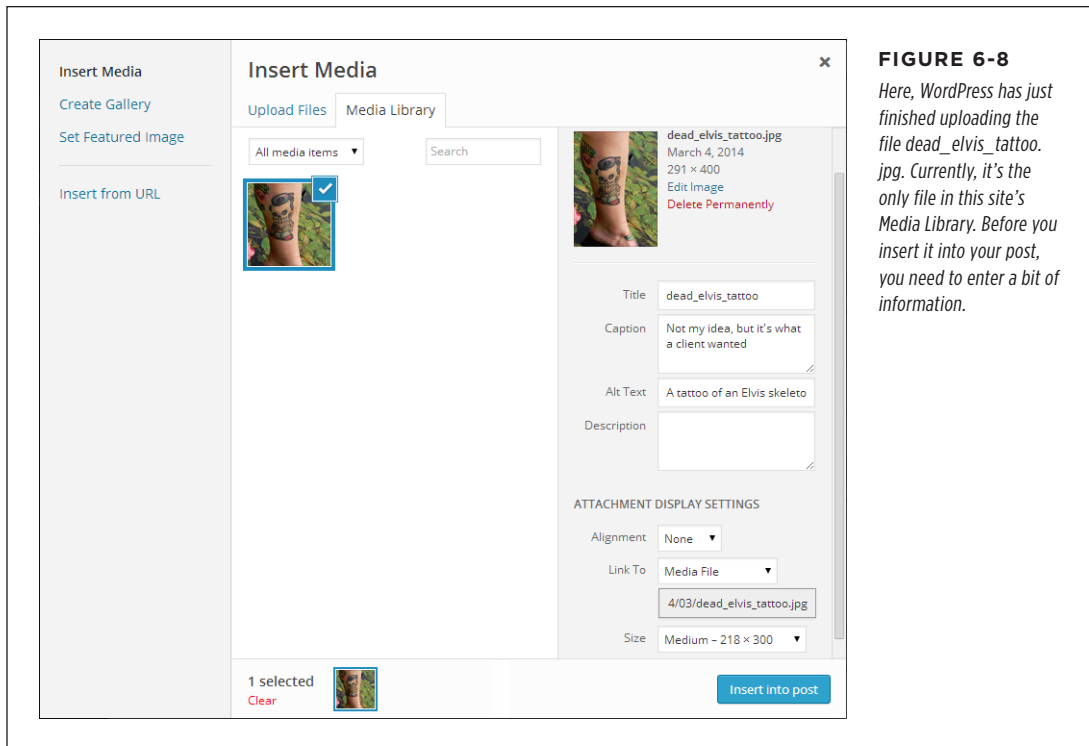 Insert Media
Create Gallery
Set Featured Image
Insert from URL
Insert Media
×
Upload Files
Media Library
All media items
Search
dead_elvis_tattoo.jpg
March 4, 2014
291 × 400
Edit Image
Delete Permanently
Title
dead_elvis_tattoo
Caption
Not my idea, but it's what
a client wanted
Alt Text
A tattoo of an Elvis skeleto
Description
ATTACHMENT DISPLAY SETTINGS
Alignment
None
Link To
Media File
4/03/dead_elvis_tattoo.jpg
Size
Medium – 218 × 300
1 selected
Clear
Insert into post
FIGURE 6-8
Here, WordPress has just
finished uploading the
file dead_elvis_tattoo.
jpg. Currently, it's the
only file in this site's
Media Library. Before you
insert it into your post,
you need to enter a bit of
information.